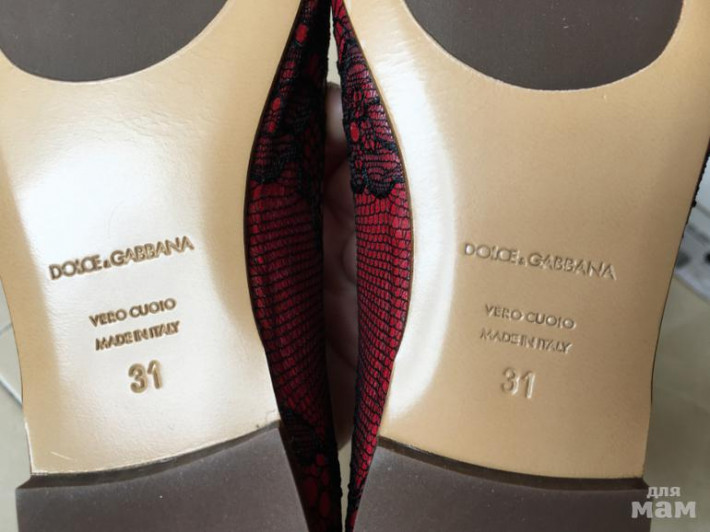 DOLCE & GABBANA
VERO CUOIO
MADE IN ITALY
31
DOLCE & GABBANA
VERO CUOIO
MADE IN ITALY
31
для
мам